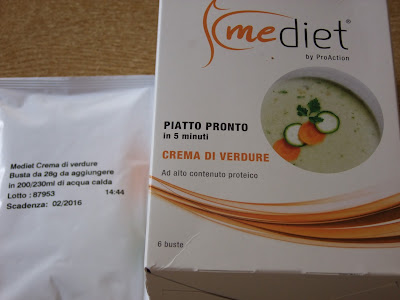 Mediet Crema di verdure
Busta da 28g da aggiungere
in 200/230ml di acqua calda
Lotto : 87953 14:44
Scadenza: 02/2016
mediet®
by ProAction
PIATTO PRONTO
in 5 minuti
CREMA DI VERDURE
Ad alto contenuto proteico
6 buste